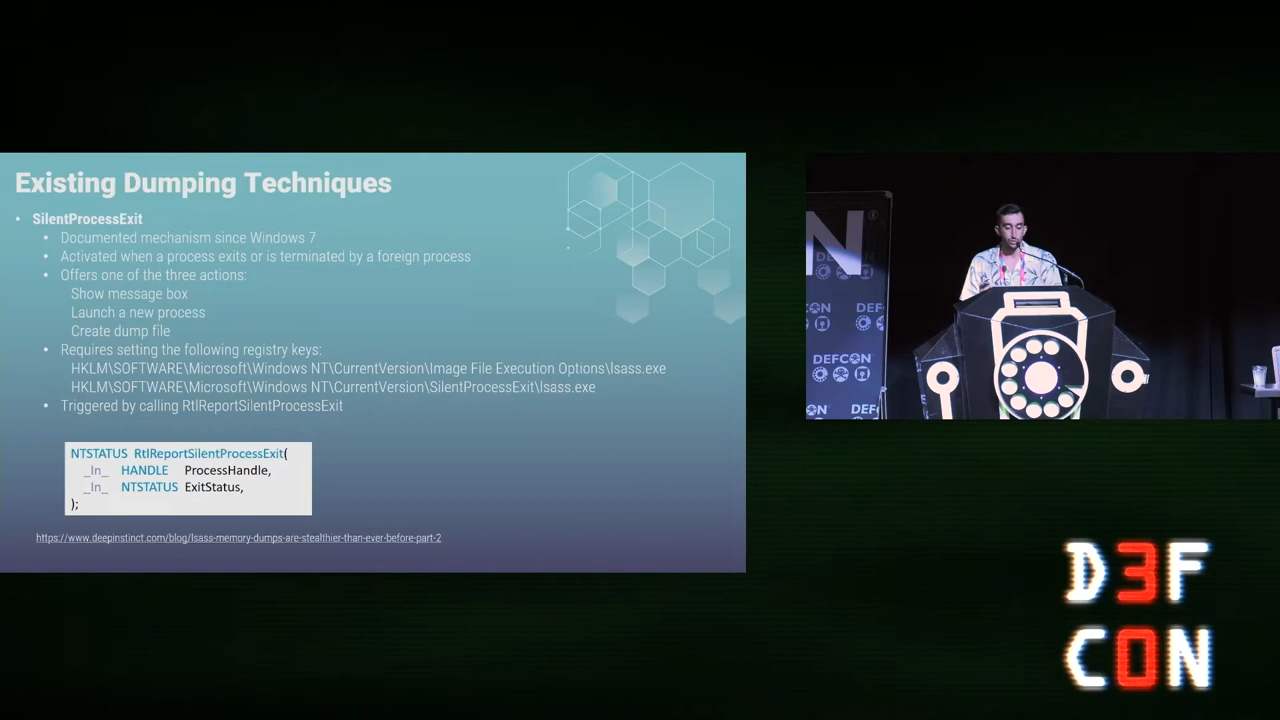 Existing Dumping Techniques
• SilentProcessExit
• Documented mechanism since Windows 7
• Activated when a process exits or is terminated by a foreign process
• Offers one of the three actions:
Show message box
Launch a new process
Create dump file
• Requires setting the following registry keys:
HKLM\SOFTWARE\Microsoft\Windows NT\CurrentVersion\Image File Execution Options\lsass.exe
HKLM\SOFTWARE\Microsoft\Windows NT\CurrentVersion\SilentProcessExit\lsass.exe
• Triggered by calling RtlReportSilentProcessExit
NTSTATUS RtlReportSilentProcessExit(
_In_ HANDLE ProcessHandle,
_In_ NTSTATUS ExitStatus,
);
https://www.deepinstinct.com/blog/lsass-memory-dumps-are-stealthier-than-ever-before-part-2
N®
DEFCON
DEFCON
DEF
DEFCON
D3F
C0N